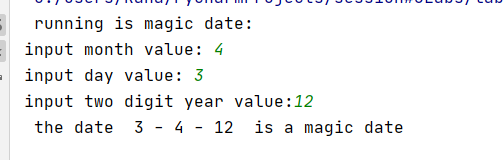 running is magic date:
input month value: 4
input day value: 3
input two digit year value:12
the date  3 - 4 - 12  is a magic date